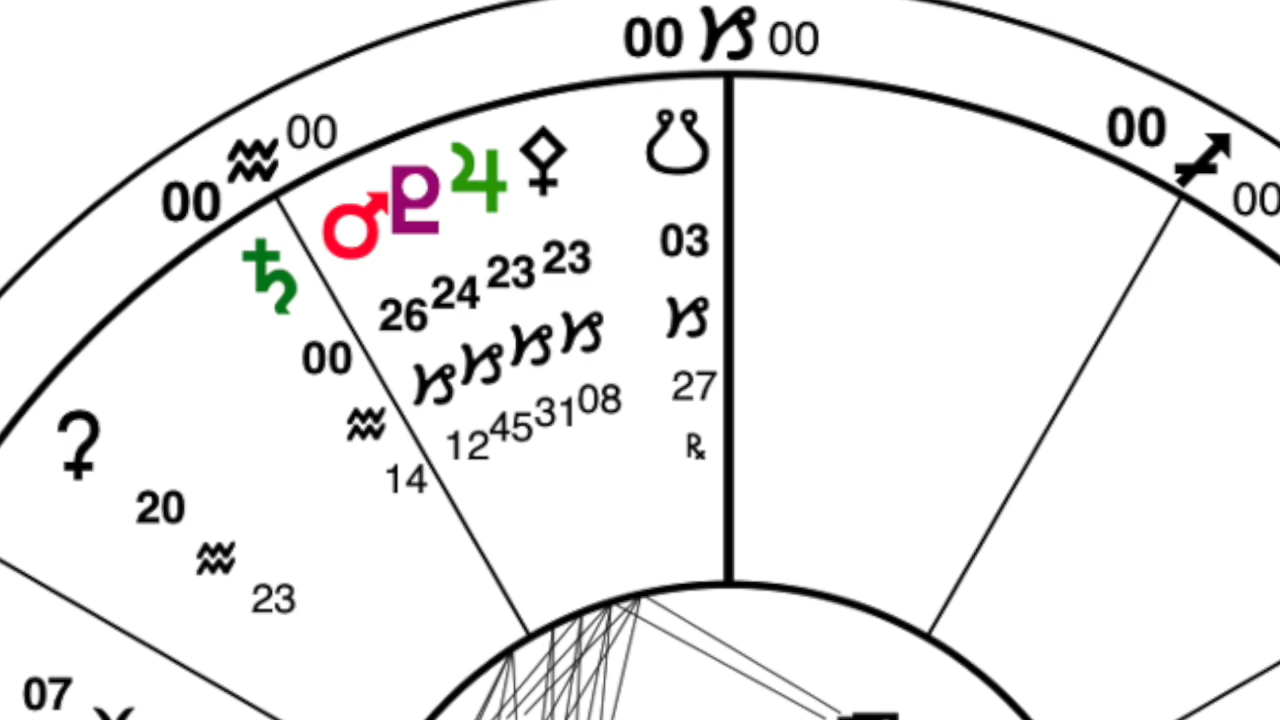 00 ♑ 00
00 ♒ 00
00 ♐ 00
♄ ♂ ♇ ♃ ⚴ ☋
00 ♒ 14
26 ♑ 12
24 ♑ 45
23 ♑ 31
23 ♑ 08
03 ♑ 27 ℞
⚳ 20 ♒ 23
07